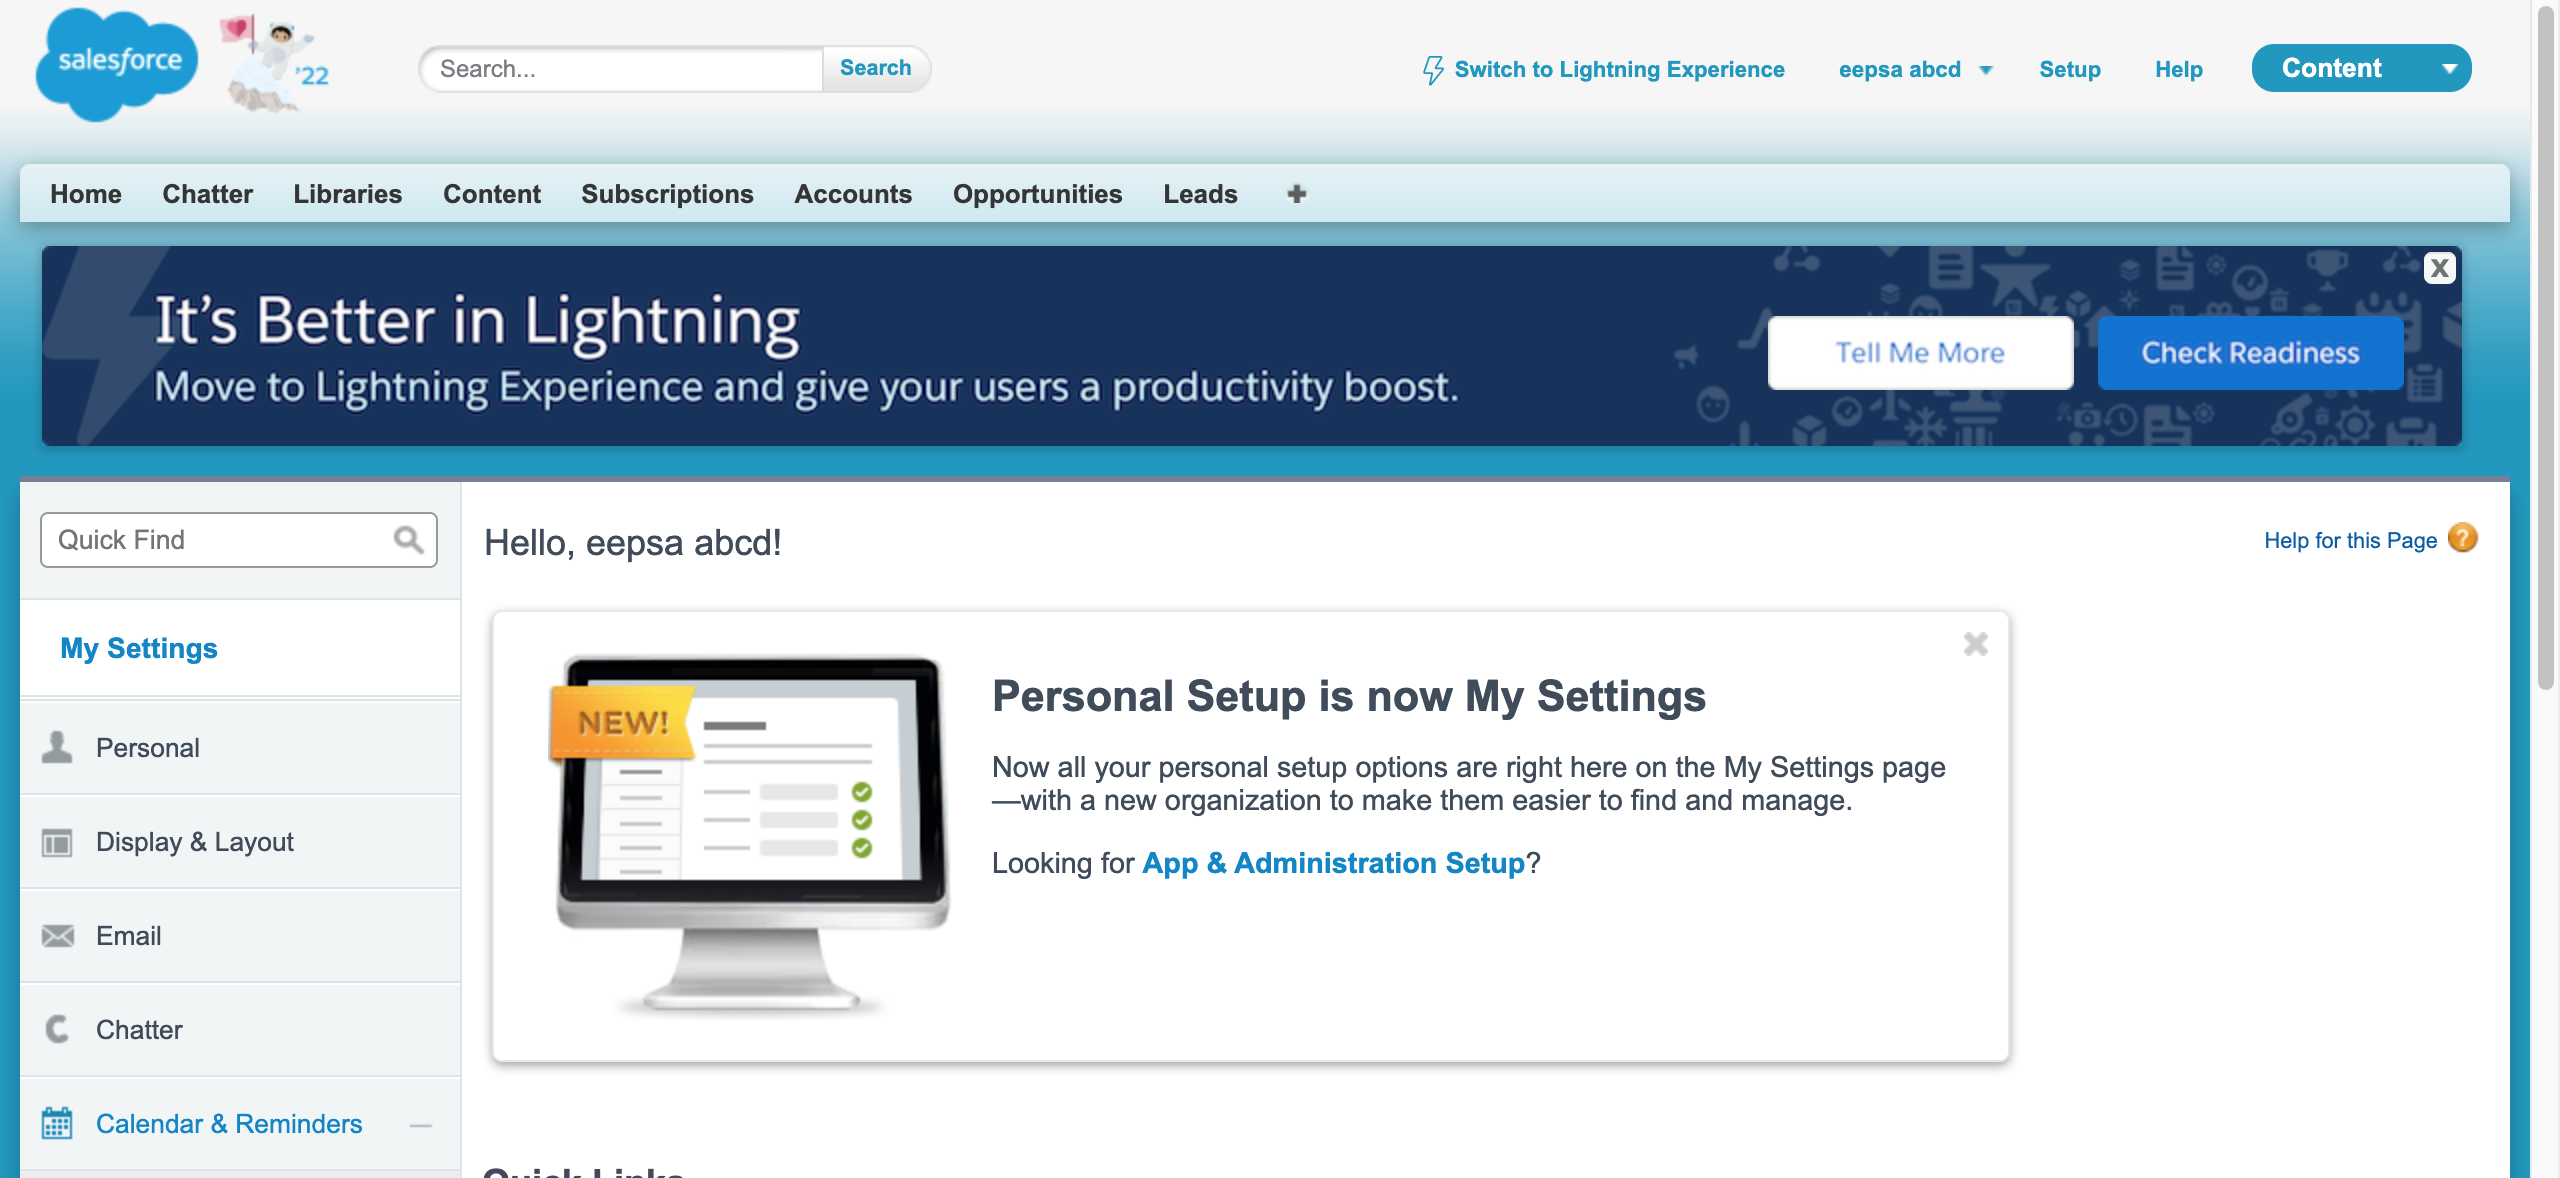 salesforce
'22
Search...
Search
Switch to Lightning Experience
eepsa abcd
Setup
Help
Content
Home
Chatter
Libraries
Content
Subscriptions
Accounts
Opportunities
Leads
It's Better in Lightning
Move to Lightning Experience and give your users a productivity boost.
Tell Me More
Check Readiness
X
Quick Find
My Settings
Personal
Display & Layout
Email
Chatter
Calendar & Reminders
Hello, eepsa abcd!
Help for this Page
?
NEW!
Personal Setup is now My Settings
Now all your personal setup options are right here on the My Settings page
—with a new organization to make them easier to find and manage.
Looking for App & Administration Setup?
Quick Links